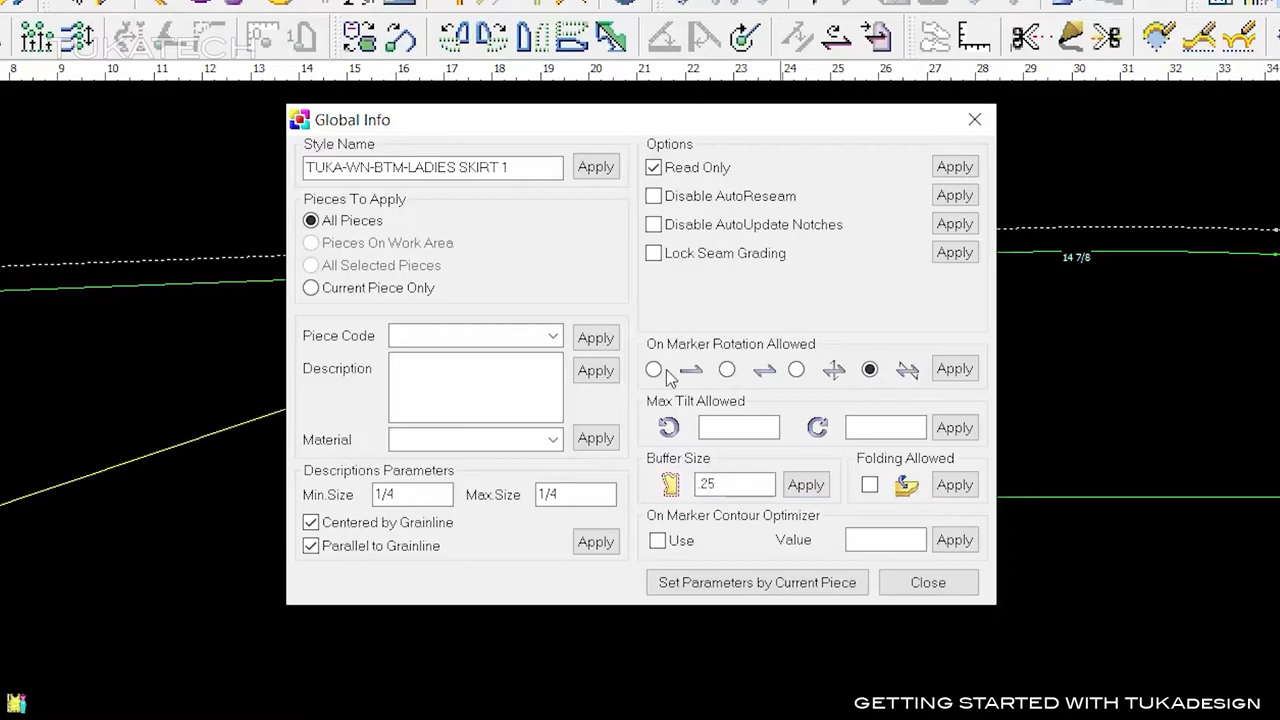 TUKATECH
8 9 10 11 12 13 14 15 16 17 18 19 20 21 22 23 24 25 26 27 28 29 30 31 32 33 34
Global Info
Style Name
TUKA-WN-BTM-LADIES SKIRT 1 Apply
Pieces To Apply
All Pieces
Pieces On Work Area
All Selected Pieces
Current Piece Only
Piece Code Apply
Description Apply
Material Apply
Descriptions Parameters
Min.Size 1/4 Max.Size 1/4
Centered by Grainline
Parallel to Grainline Apply
Options
Read Only Apply
Disable AutoReseam Apply
Disable AutoUpdate Notches Apply
Lock Seam Grading Apply
On Marker Rotation Allowed
Apply
Max Tilt Allowed
Apply
Buffer Size Folding Allowed
.25 Apply Apply
On Marker Contour Optimizer
Use Value Apply
Set Parameters by Current Piece Close
14 7/8
GETTING STARTED WITH TUKADESIGN